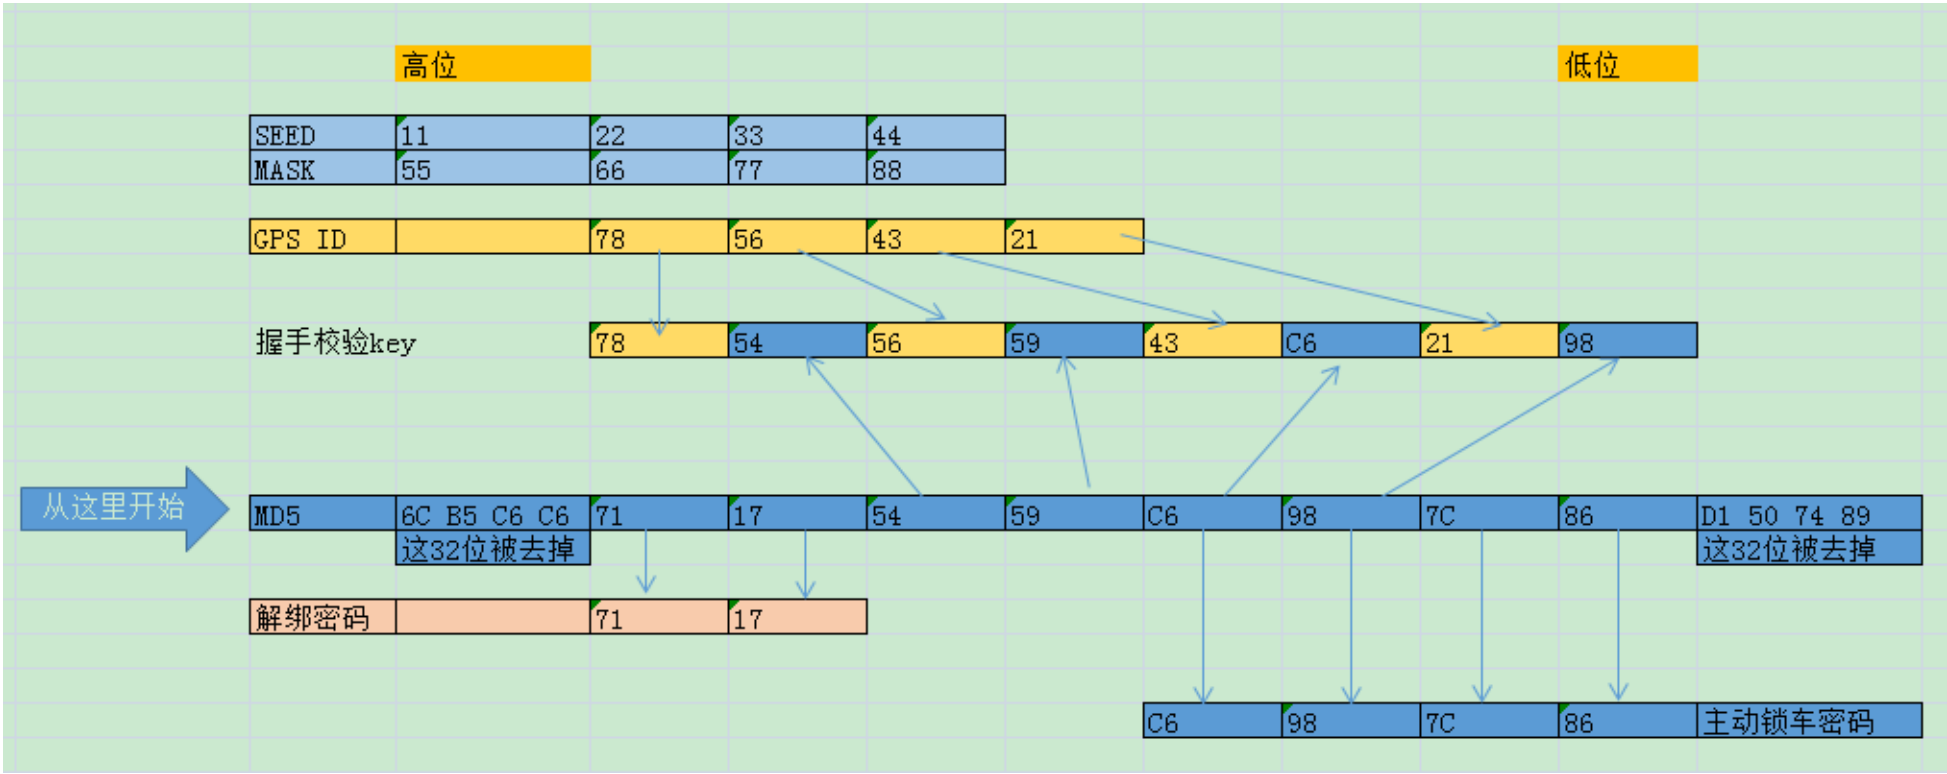 高位 低位
SEED 11 22 33 44
MASK 55 66 77 88
GPS ID 78 56 43 21
握手校验key 78 54 56 59 43 C6 21 98
从这里开始 MD5 6C B5 C6 C6 71 17 54 59 C6 98 7C 86 D1 50 74 89
这32位被去掉 这32位被去掉
解绑密码 71 17
C6 98 7C 86 主动锁车密码